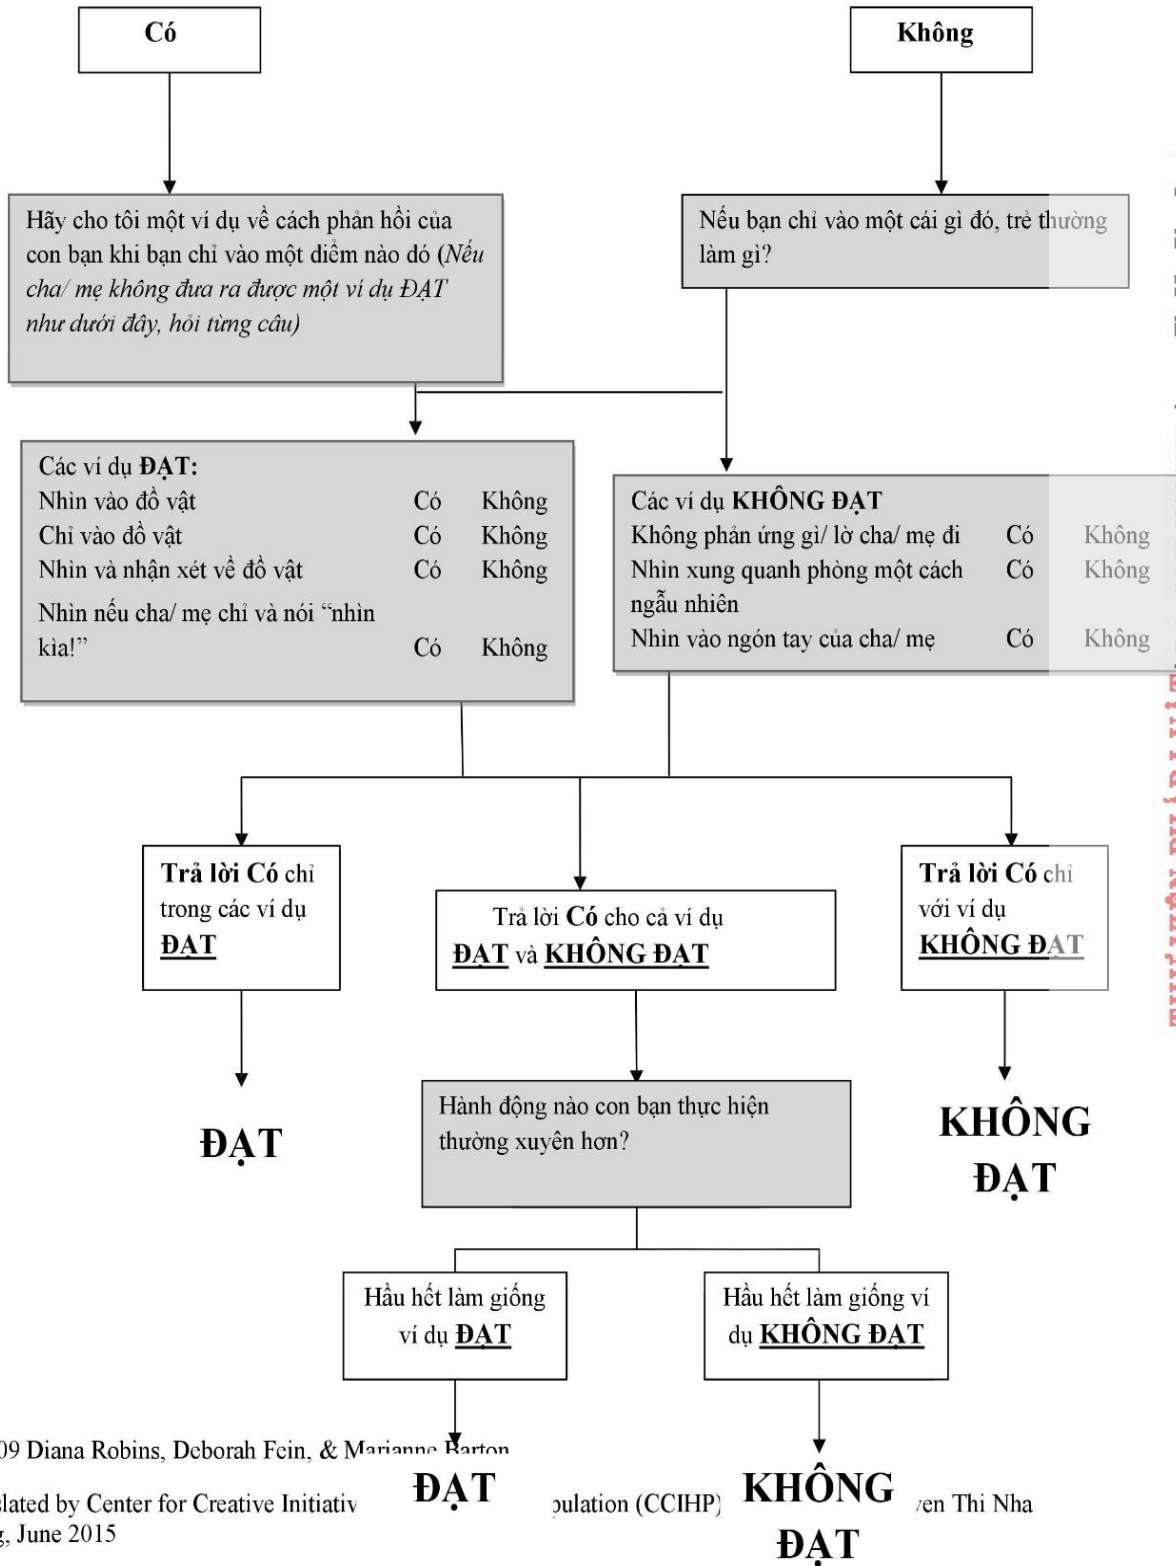 Có
Không
Hãy cho tôi một ví dụ về cách phản hồi của
con bạn khi bạn chỉ vào một điểm nào đó (Nếu
cha/ mẹ không đưa ra được một ví dụ ĐẠT
như dưới đây, hỏi từng câu)
Nếu bạn chỉ vào một cái gì đó, trẻ thường
làm gì?
Các ví dụ ĐẠT:
Nhìn vào đồ vật Có Không
Chỉ vào đồ vật Có Không
Nhìn và nhận xét về đồ vật Có Không
Nhìn nếu cha/ mẹ chỉ và nói “nhìn
kìa!” Có Không
Các ví dụ KHÔNG ĐẠT
Không phản ứng gì/ lờ cha/ mẹ đi Có Không
Nhìn xung quanh phòng một cách Có Không
ngẫu nhiên
Nhìn vào ngón tay của cha/ mẹ Có Không
Trả lời Có chỉ
trong các ví dụ
ĐẠT
Trả lời Có cho cả ví dụ
ĐẠT và KHÔNG ĐẠT
Trả lời Có chỉ
với ví dụ
KHÔNG ĐẠT
ĐẠT
Hành động nào con bạn thực hiện
thường xuyên hơn?
KHÔNG
ĐẠT
Hầu hết làm giống
ví dụ ĐẠT
Hầu hết làm giống ví
dụ KHÔNG ĐẠT
09 Diana Robins, Deborah Fein, & Marianne Barton
ĐẠT
KHÔNG
ĐẠT
slated by Center for Creative Initiativ pulation (CCIHP) yen Thi Nha
g, June 2015